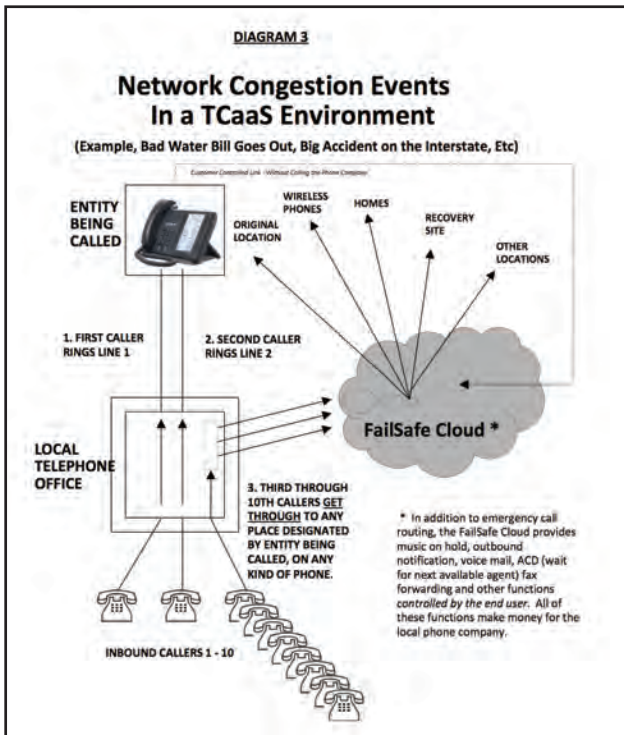 DIAGRAM 3
Network Congestion Events
In a TCaaS Environment
(Example, Bad Water Bill Goes Out, Big Accident on the Interstate, Etc)
Customer Controlled Link - Without Calling the Phone Company
ENTITY
BEING
CALLED
ORIGINAL
LOCATION
WIRELESS
PHONES
HOMES
RECOVERY
SITE
OTHER
LOCATIONS
1. FIRST CALLER
RINGS LINE 1
2. SECOND CALLER
RINGS LINE 2
FailSafe Cloud *
LOCAL
TELEPHONE
OFFICE
3. THIRD THROUGH
10TH CALLERS GET
THROUGH TO ANY
PLACE DESIGNATED
BY ENTITY BEING
CALLED, ON ANY
KIND OF PHONE.
* In addition to emergency call
routing, the FailSafe Cloud provides
music on hold, outbound
notification, voice mail, ACD (wait
for next available agent) fax
forwarding and other functions
controlled by the end user. All of
these functions make money for the
local phone company.
INBOUND CALLERS 1 - 10